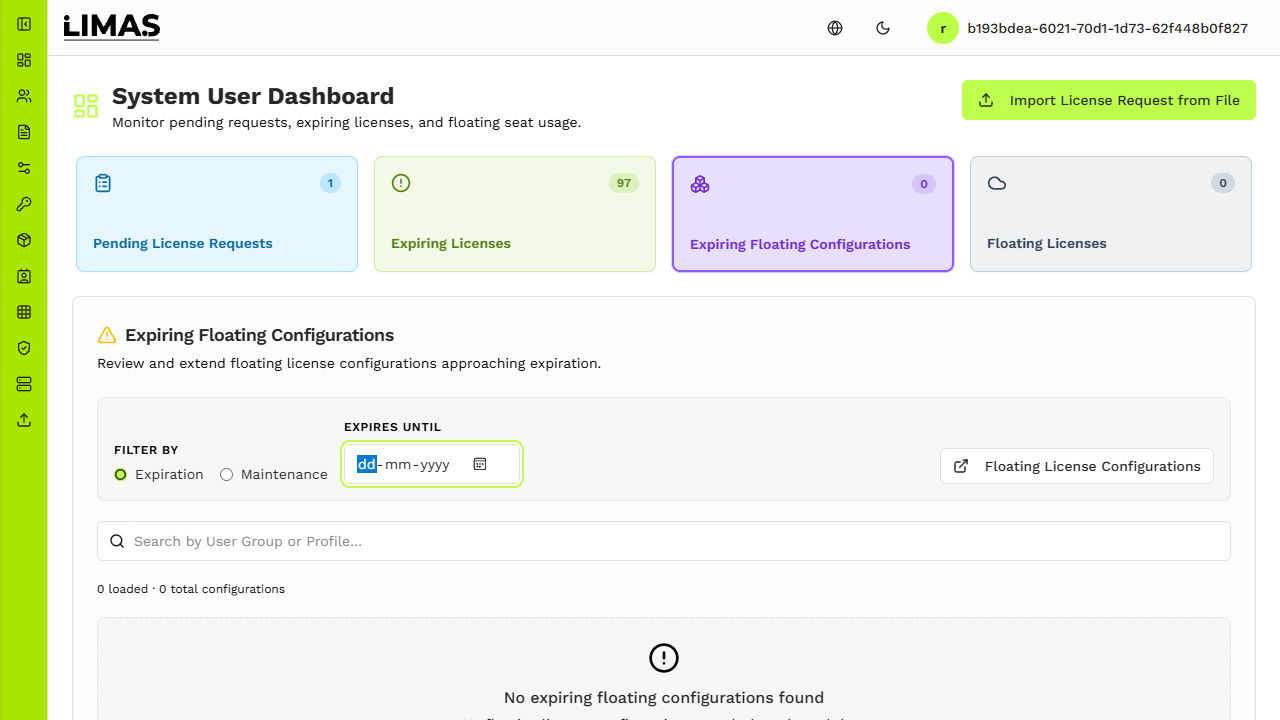 LIMAS
r
b193bdea-6021-70d1-1d73-62f448b0f827
System User Dashboard
Monitor pending requests, expiring licenses, and floating seat usage.
Import License Request from File
1
Pending License Requests
97
Expiring Licenses
0
Expiring Floating Configurations
0
Floating Licenses
Expiring Floating Configurations
Review and extend floating license configurations approaching expiration.
FILTER BY
Expiration
Maintenance
EXPIRES UNTIL
dd-mm-yyyy
Floating License Configurations
Search by User Group or Profile...
0 loaded · 0 total configurations
No expiring floating configurations found